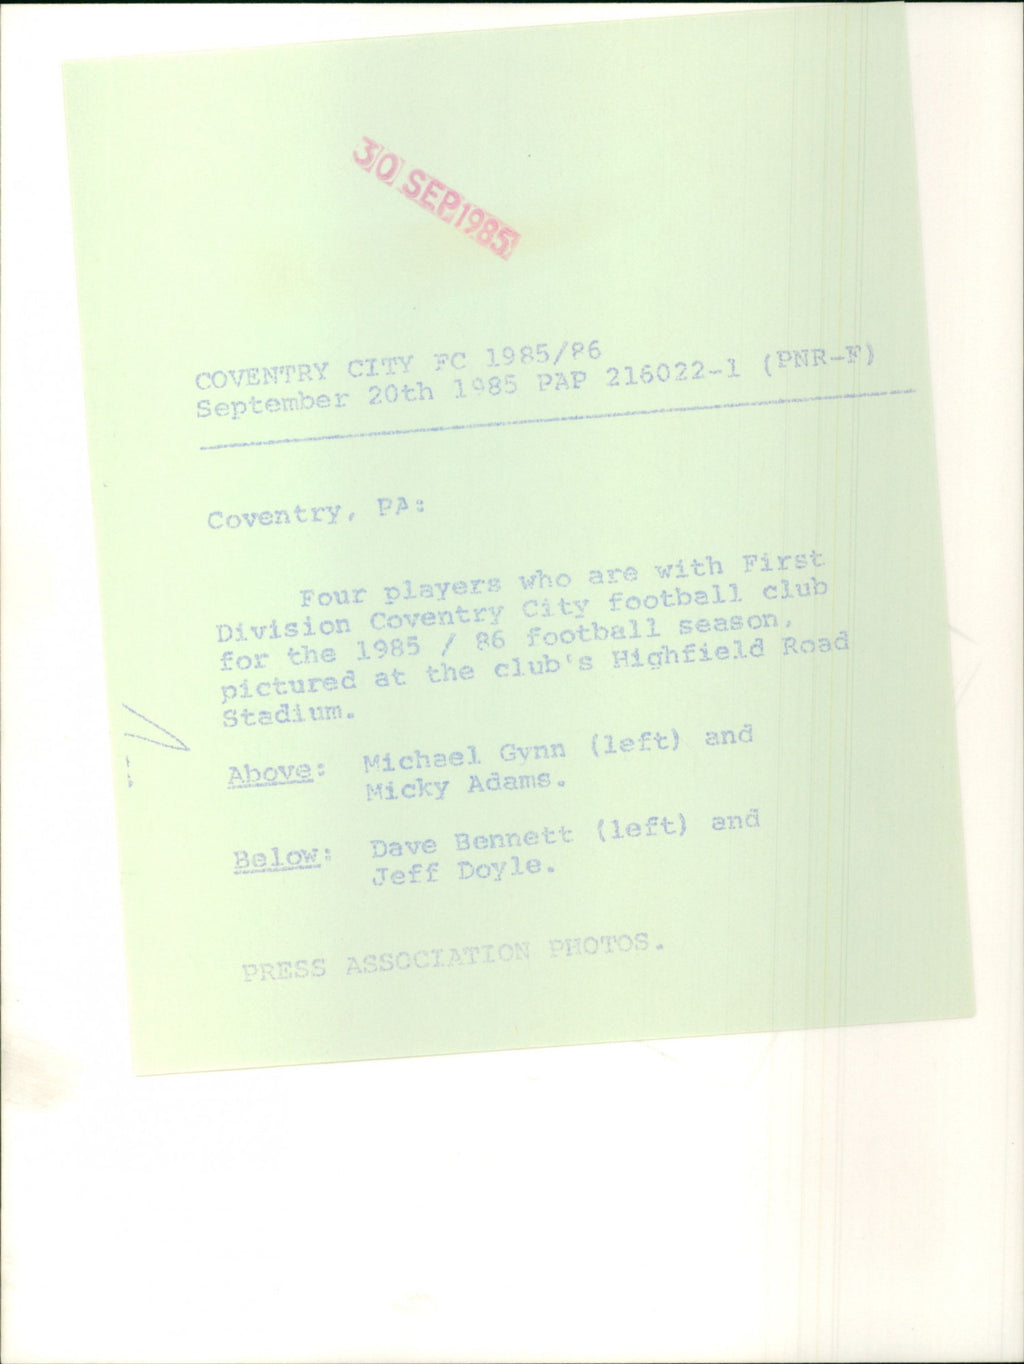 30 SEP 1985
COVENTRY CITY FC 1985/86
September 20th 1985 PAP 216022-1 (PNR-F)
Coventry, PA:
Four players who are with First
Division Coventry City football club
for the 1985 / 86 football season,
pictured at the club's Highfield Road
Stadium.
Above: Michael Gynn (left) and
Micky Adams.
Below: Dave Bennett (left) and
Jeff Doyle.
PRESS ASSOCIATION PHOTOS.